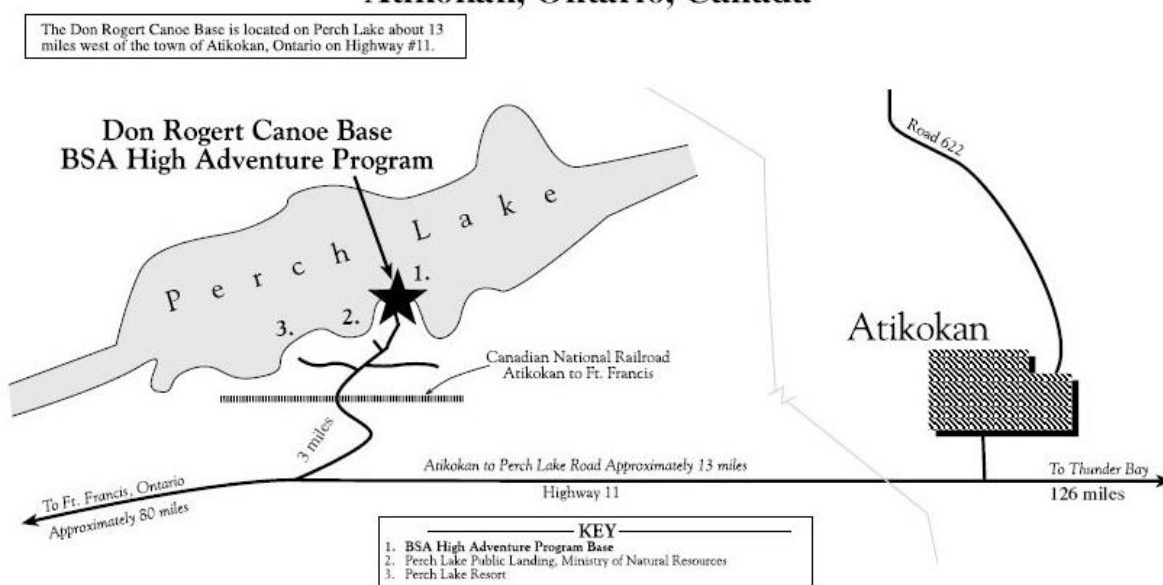 Atikokan, Ontario, Canada
The Don Rogert Canoe Base is located on Perch Lake about 13
miles west of the town of Atikokan, Ontario on Highway #11.
Don Rogert Canoe Base
BSA High Adventure Program
Road 622
Perch Lake
1.
2.
3.
Atikokan
Canadian National Railroad
Atikokan to Ft. Francis
3 miles
Atikokan to Perch Lake Road Approximately 13 miles
Highway 11
To Thunder Bay
126 miles
To Ft. Francis, Ontario
Approximately 80 miles
KEY
1. BSA High Adventure Program Base
2. Perch Lake Public Landing, Ministry of Natural Resources
3. Perch Lake Resort